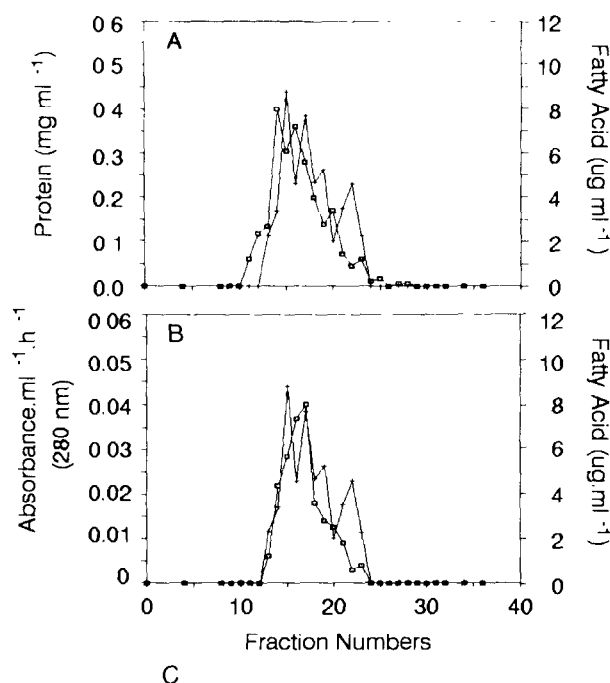 A
Protein (mg ml -1)
0 6
0 5
0 4
0.3
0 2
0 1
0.0
12
10
8
6
4
2
0
Fatty Acid (ug ml -1)
B
Absorbance.ml -1.h -1
(280 nm)
0 06
0 05
0.04
0.03
0.02
0.01
0
12
10
8
6
4
2
0
Fatty Acid (ug.ml -1)
0 10 20 30 40
Fraction Numbers
C